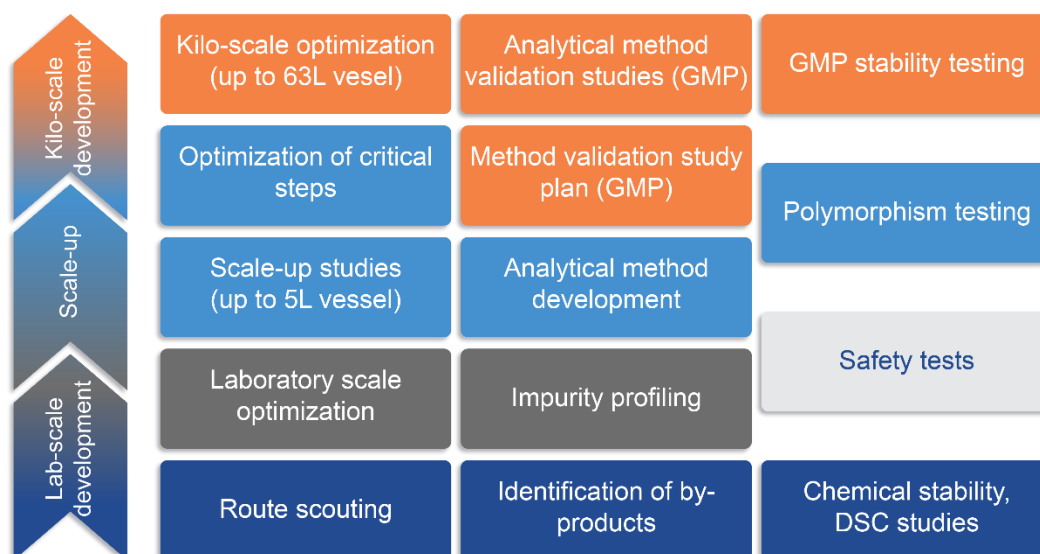 Kilo-scale
development
Scale-up
Lab-scale
development
Kilo-scale optimization
(up to 63L vesel)
Analytical method
validation studies (GMP)
GMP stability testing
Optimization of critical
steps
Method validation study
plan (GMP)
Polymorphism testing
Scale-up studies
(up to 5L vessel)
Analytical method
development
Safety tests
Laboratory scale
optimization
Impurity profiling
Route scouting
Identification of by-
products
Chemical stability,
DSC studies